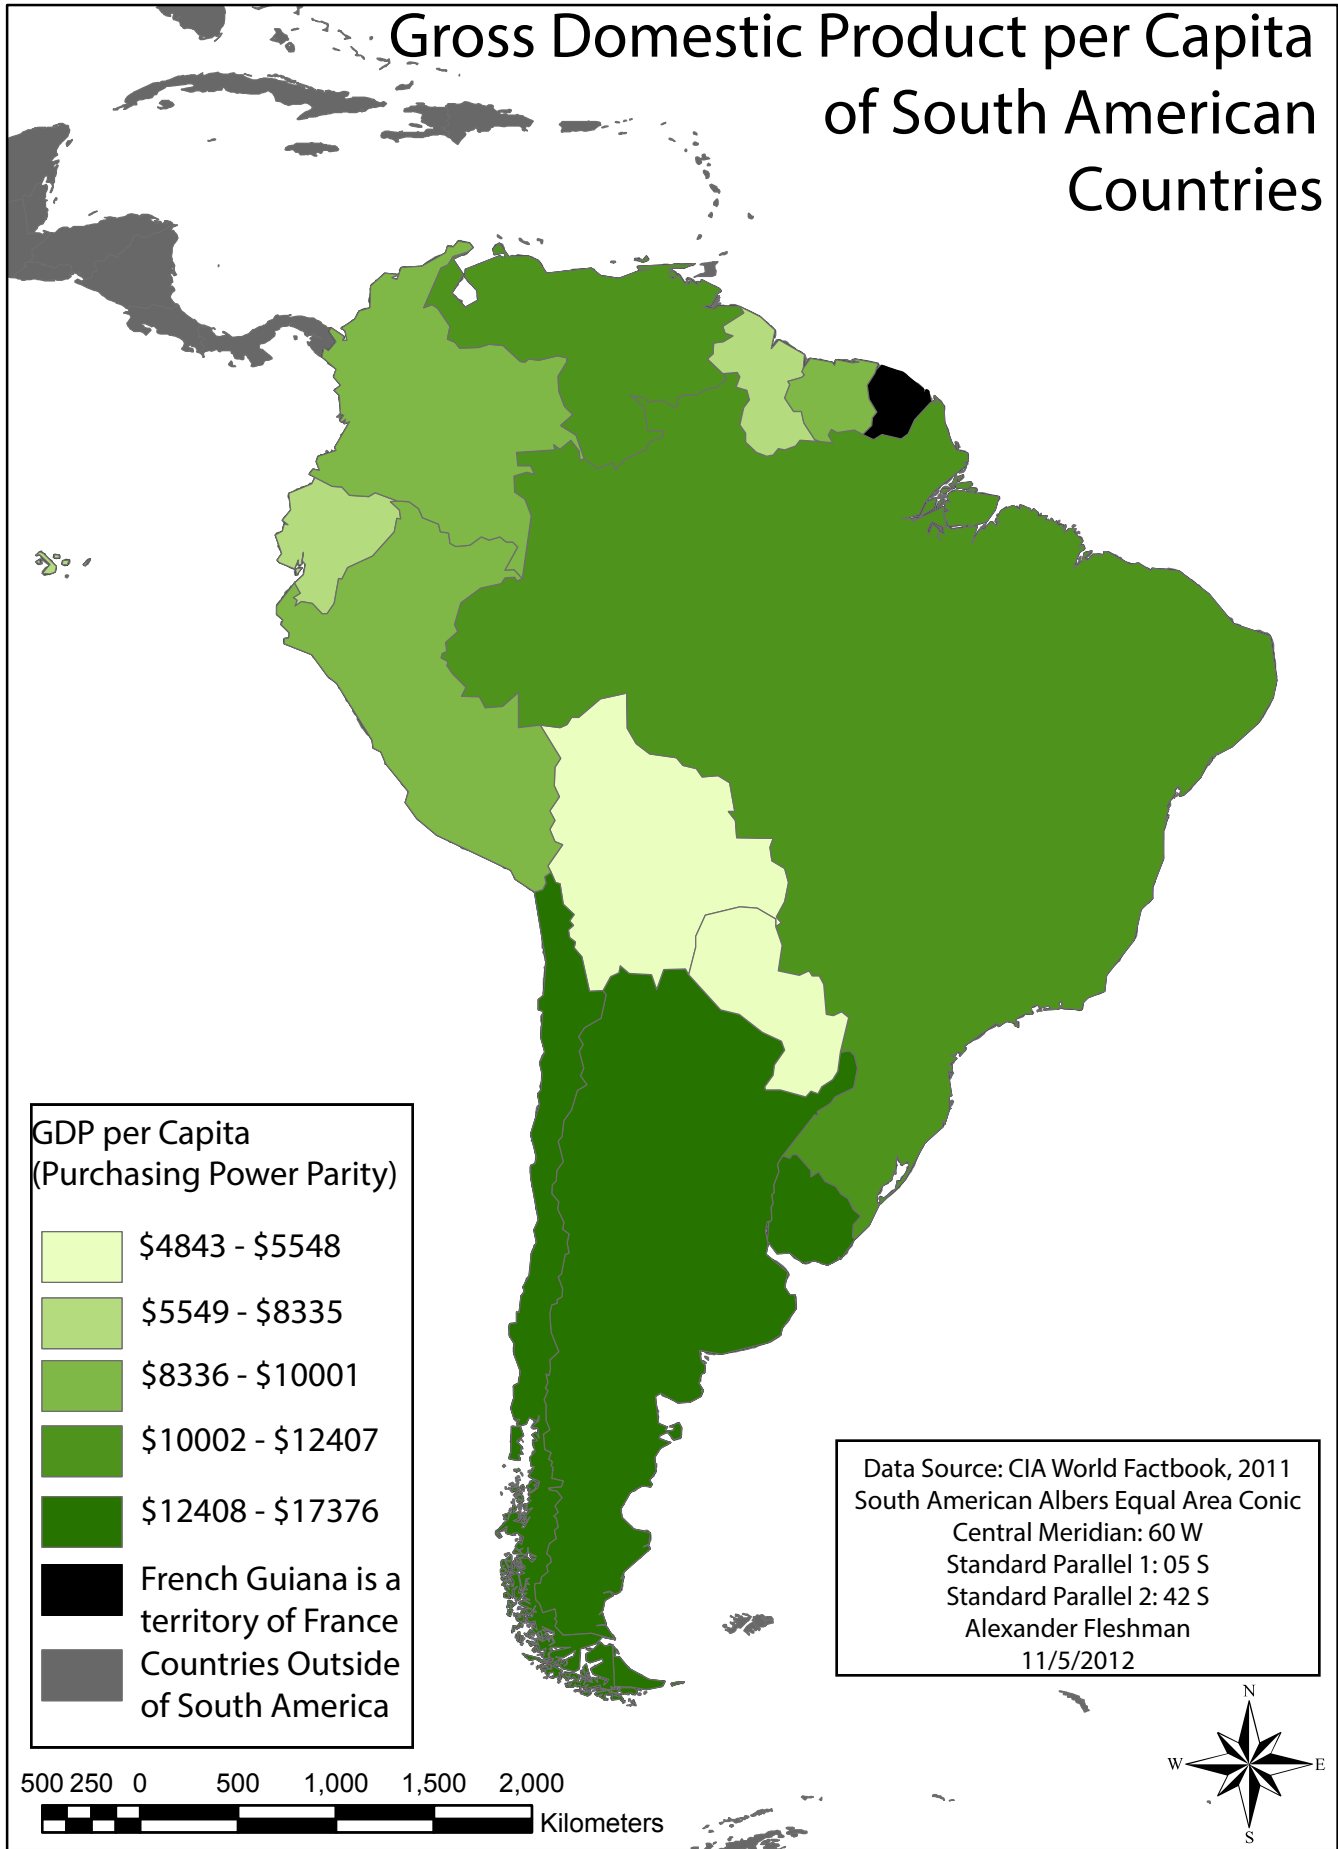 Gross Domestic Product per Capita
of South American
Countries
GDP per Capita
(Purchasing Power Parity)
$4843 - $5548
$5549 - $8335
$8336 - $10001
$10002 - $12407
$12408 - $17376
French Guiana is a
territory of France
Countries Outside
of South America
500 250 0 500 1,000 1,500 2,000
Kilometers
Data Source: CIA World Factbook, 2011
South American Albers Equal Area Conic
Central Meridian: 60 W
Standard Parallel 1: 05 S
Standard Parallel 2: 42 S
Alexander Fleshman
11/5/2012
N
W E
S